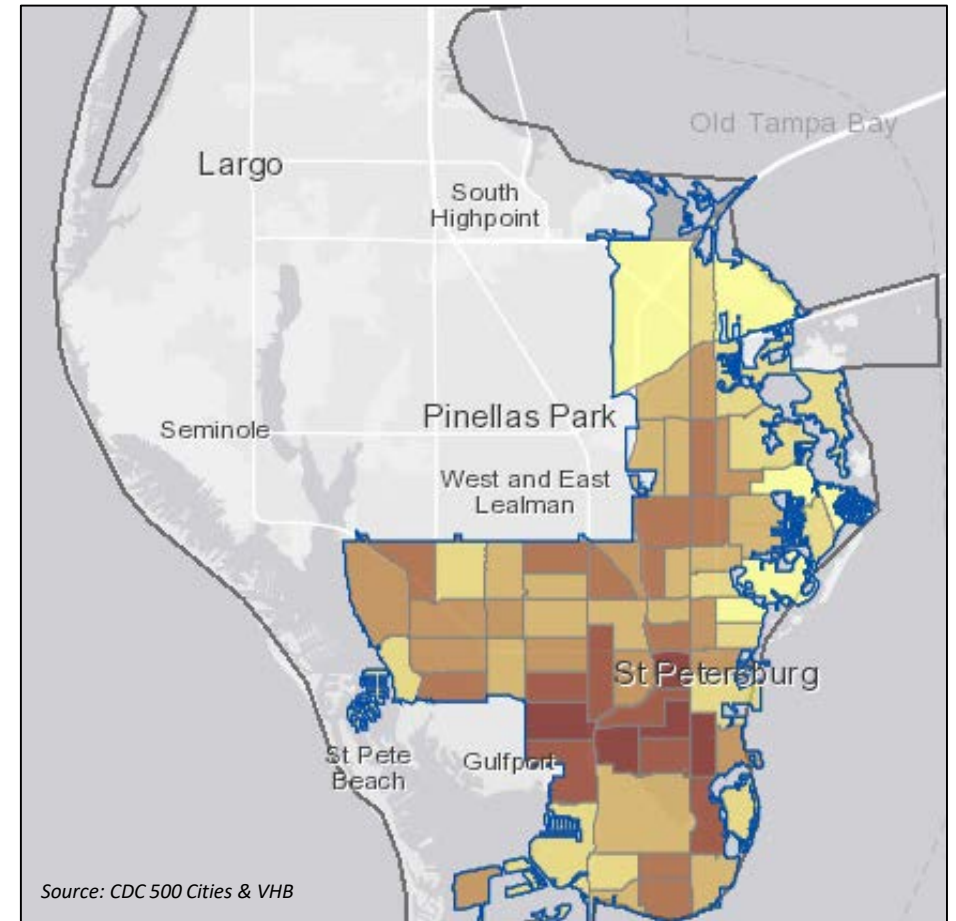 Old Tampa Bay
Largo
South
Highpoint
Pinellas Park
Seminole
West and East
Lealman
St Petersburg
St Pete
Beach
Gulfport
Source: CDC 500 Cities & VHB